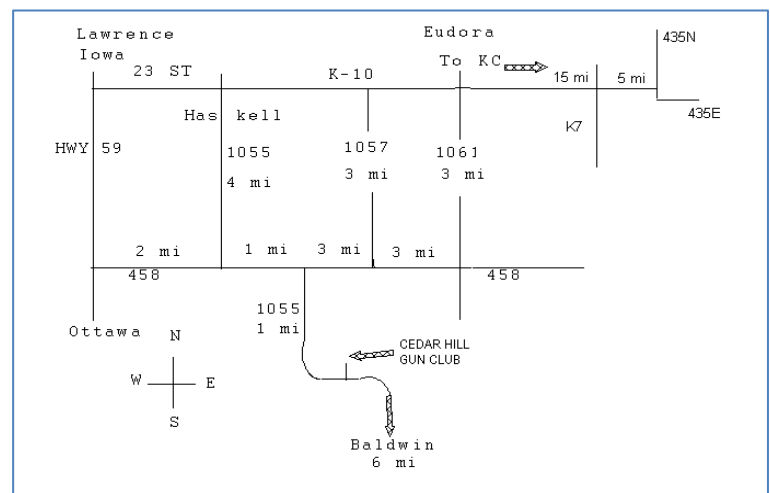 Lawrence
Iowa
Eudora
435N
23 ST
K-10
To KC
15 mi
5 mi
Has kell
K7
435E
HWY 59
1055
4 mi
1057
3 mi
1061
3 mi
2 mi
1 mi
3 mi
3 mi
458
458
1055
1 mi
Ottawa
N
W
E
S
CEDAR HILL
GUN CLUB
Baldwin
6 mi